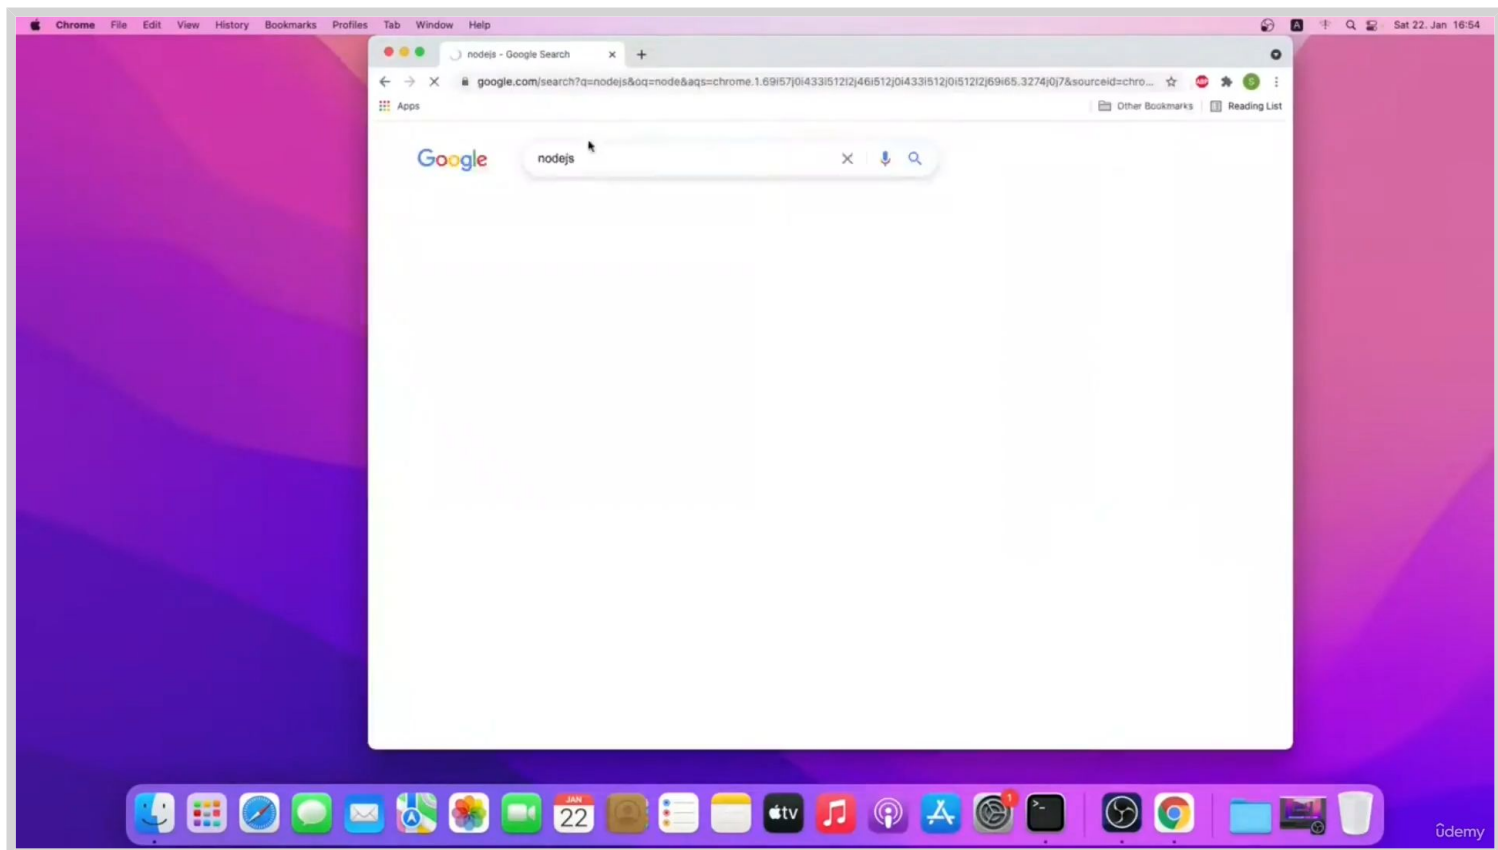 Chrome File Edit View History Bookmarks Profiles Tab Window Help A Sat 22. Jan 16:54
nodejs - Google Search
google.com/search?q=nodejs&oq=node&aqs=chrome.1.69i57j0i433i512l2j46i512j0i433i512j0i512l2j69i65.3274j0j7&sourceid=chro...
ABP
S
Apps Other Bookmarks Reading List
Google nodejs
JAN
22
tv
1
ûdemy